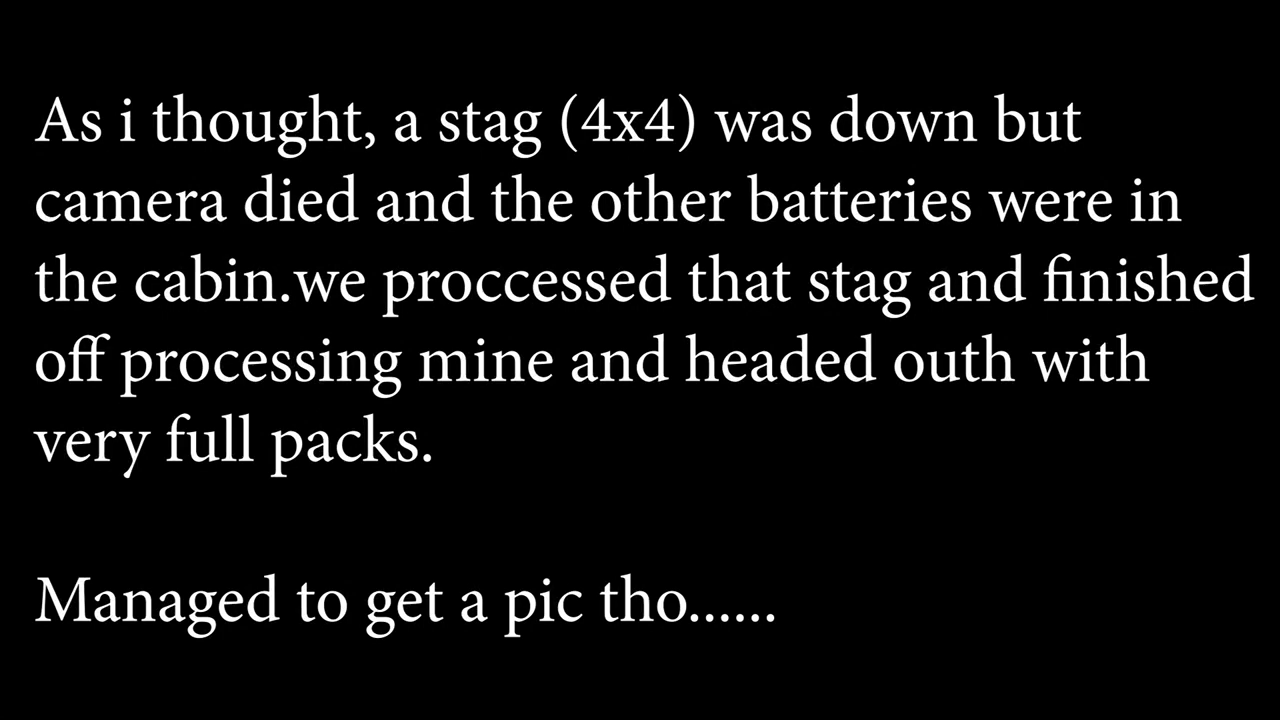 As i thought, a stag (4x4) was down but
camera died and the other batteries were in
the cabin.we proccessed that stag and finished
off processing mine and headed outh with
very full packs.
Managed to get a pic tho......